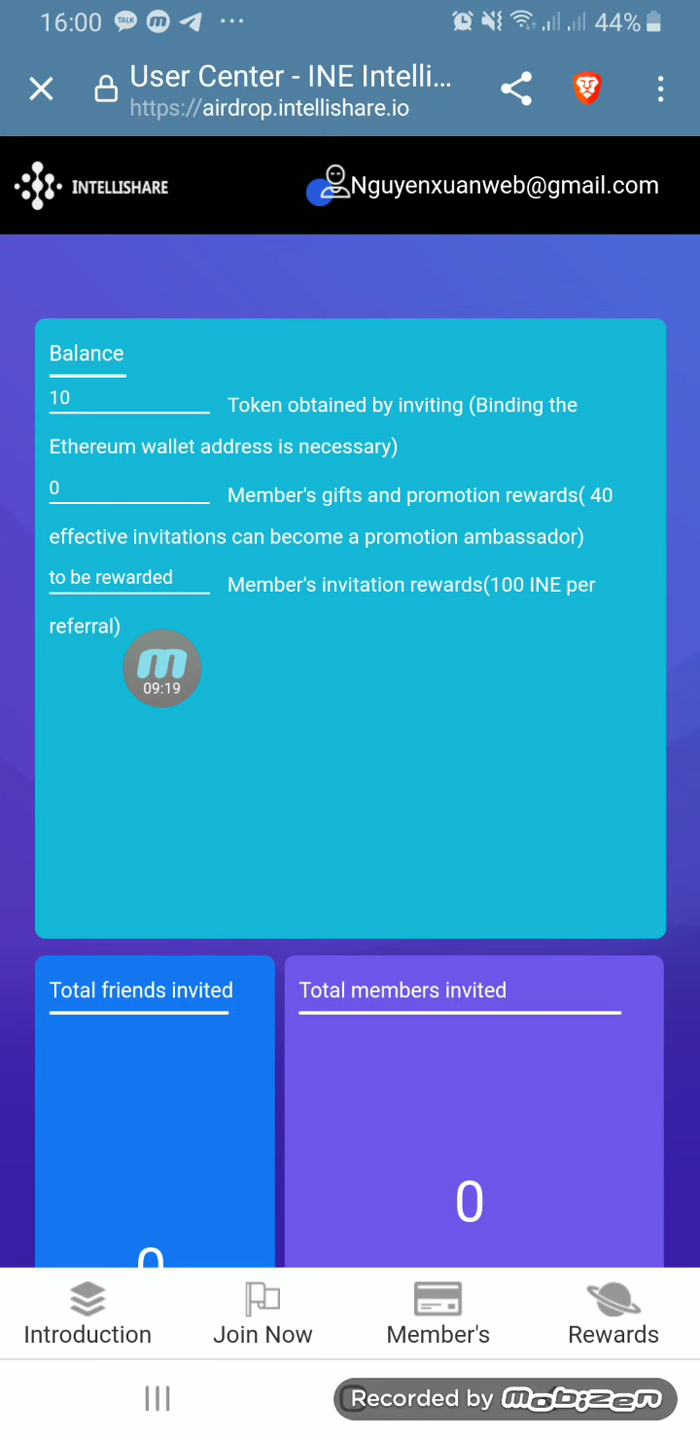 16:00 TALK m ... 44%
User Center - INE Intelli...
https://airdrop.intellishare.io
INTELLISHARE Nguyenxuanweb@gmail.com
Balance
10 Token obtained by inviting (Binding the
Ethereum wallet address is necessary)
0 Member's gifts and promotion rewards( 40
effective invitations can become a promotion ambassador)
to be rewarded Member's invitation rewards(100 INE per
referral)
m
09:19
Total friends invited Total members invited
0
0
Introduction Join Now Member's Rewards
Recorded by mobizen